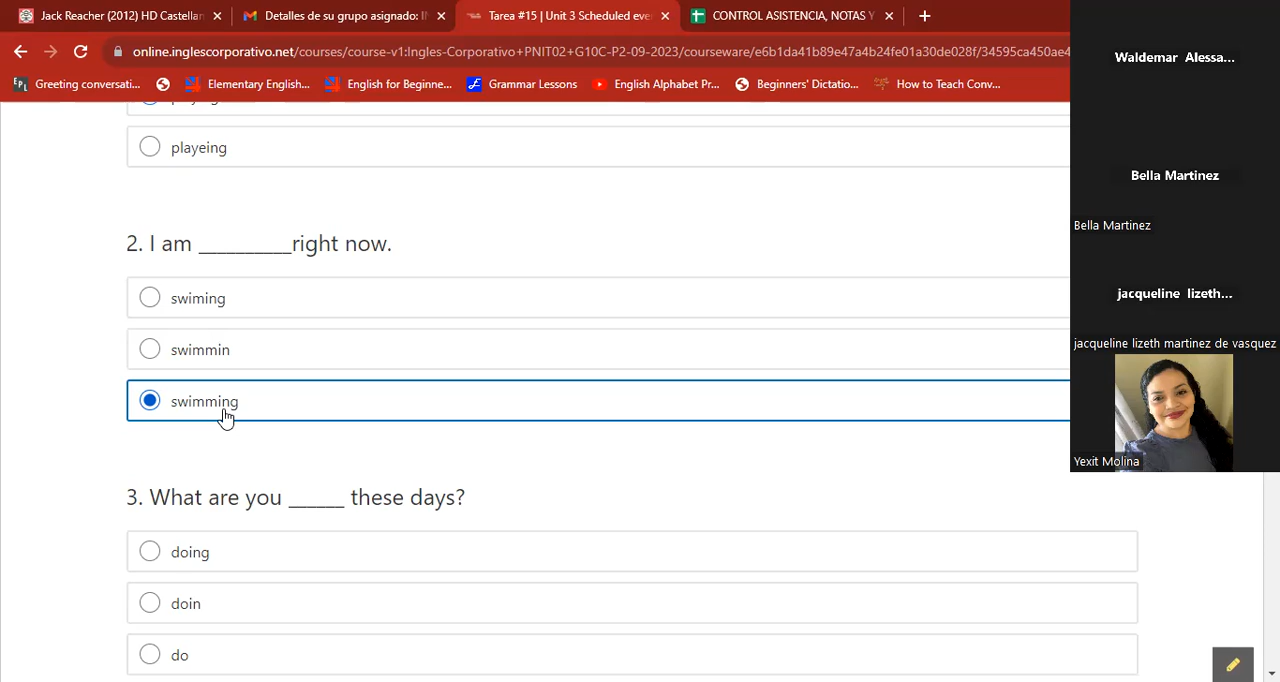 Jack Reacher (2012) HD Castellan
Detalles de su grupo asignado: I
Tarea #15 | Unit 3 Scheduled eve
CONTROL ASISTENCIA, NOTAS Y
online.inglescorporativo.net/courses/course-v1:Ingles-Corporativo+PNIT02+G10C-P2-09-2023/courseware/e6b1da41b89e47a4b24fe01a30de028f/34595ca450ae4
Greeting conversati...
Elementary English...
English for Beginne...
Grammar Lessons
English Alphabet Pr...
Beginners' Dictatio...
How to Teach Conv...
playeing
2. I am __________right now.
swiming
swimmin
swimming
3. What are you ______ these days?
doing
doin
do
Waldemar Alessa...
Bella Martinez
Bella Martinez
jacqueline lizeth...
jacqueline lizeth martinez de vasquez
Yexit Molina